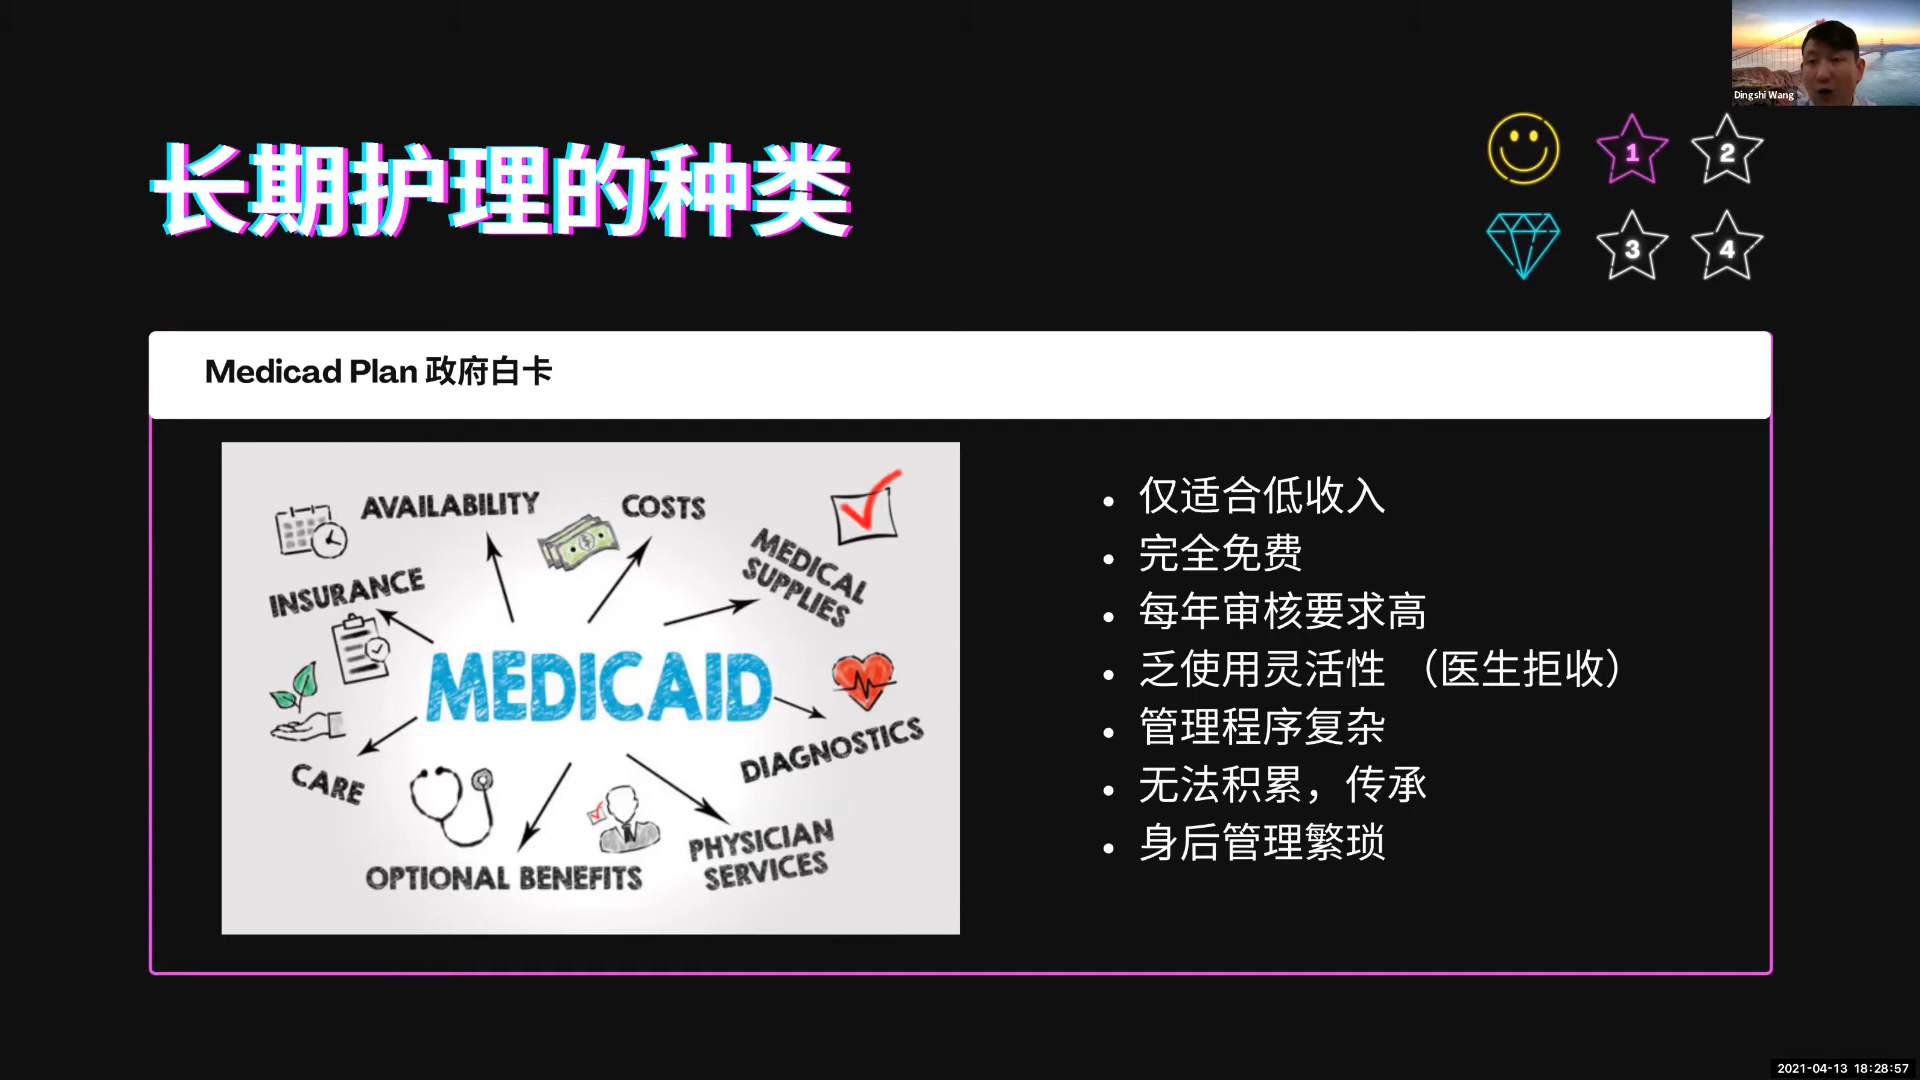 Dingshi Wang
长期护理的种类
1
2
3
4
Medicad Plan 政府白卡
AVAILABILITY
COSTS
MEDICAL
SUPPLIES
INSURANCE
MEDICAID
DIAGNOSTICS
CARE
PHYSICIAN
SERVICES
OPTIONAL BENEFITS
• 仅适合低收入
• 完全免费
• 每年审核要求高
• 乏使用灵活性 （医生拒收）
• 管理程序复杂
• 无法积累，传承
• 身后管理繁琐
2021-04-13 18:28:57